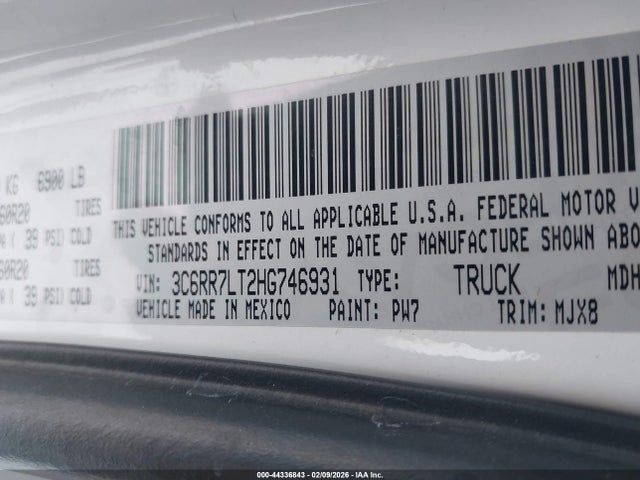 KG 6900 LB
60R20 TIRES
39 PSI) COLD
60R20 TIRES
39 PSI) COLD
THIS VEHICLE CONFORMS TO ALL APPLICABLE U.S.A. FEDERAL MOTOR V
STANDARDS IN EFFECT ON THE DATE OF MANUFACTURE SHOWN ABO
VIN: 3C6RR7LT2HG746931 TYPE: TRUCK MDH
VEHICLE MADE IN MEXICO PAINT: PW7 TRIM: MJX8
000-44336843 - 02/09/2026 - IAA Inc.